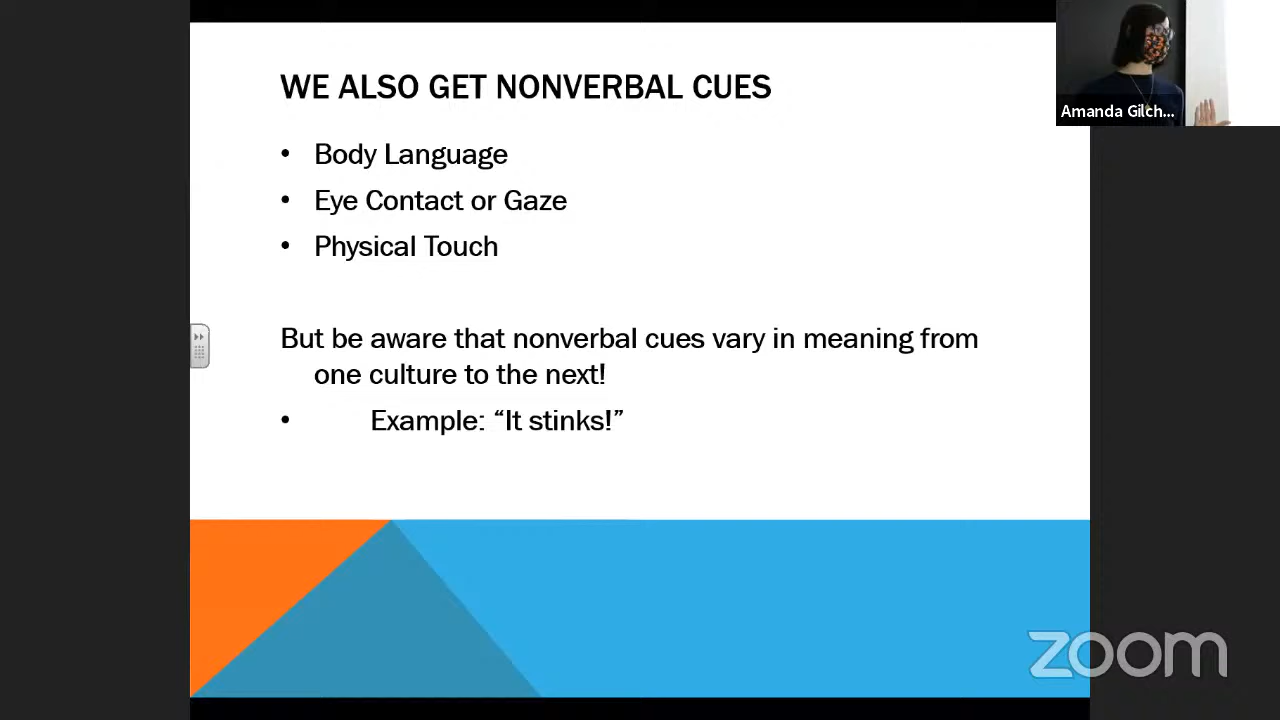 WE ALSO GET NONVERBAL CUES
Amanda Gilch...
• Body Language
• Eye Contact or Gaze
• Physical Touch
But be aware that nonverbal cues vary in meaning from
one culture to the next!
• Example: “It stinks!”
zoom